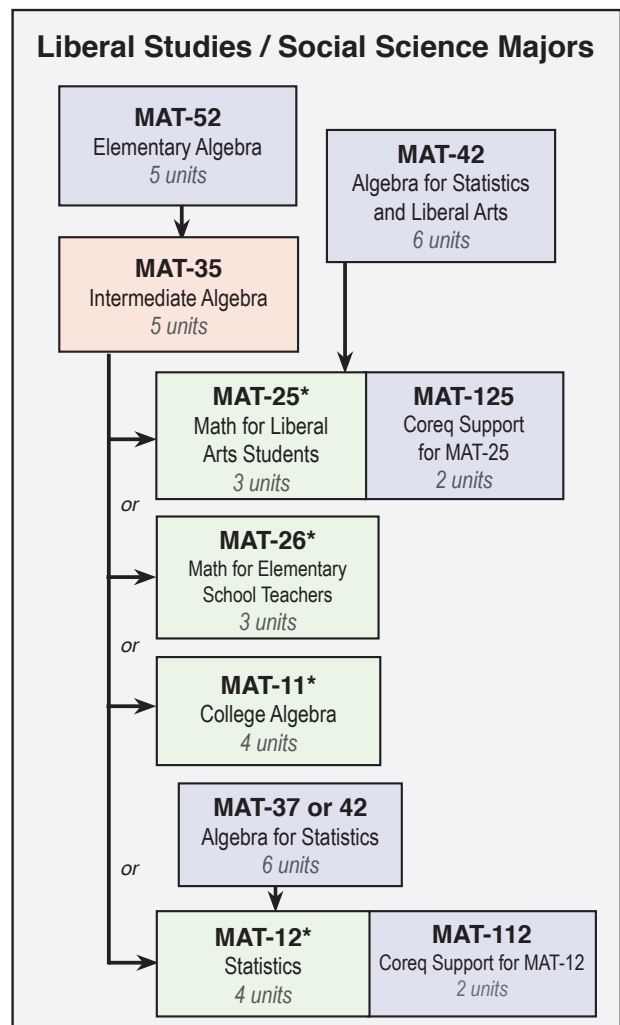 Liberal Studies / Social Science Majors
MAT-52
Elementary Algebra
5 units
MAT-42
Algebra for Statistics
and Liberal Arts
6 units
MAT-35
Intermediate Algebra
5 units
MAT-25*
Math for Liberal
Arts Students
3 units
MAT-125
Coreq Support
for MAT-25
2 units
or
MAT-26*
Math for Elementary
School Teachers
3 units
or
MAT-11*
College Algebra
4 units
MAT-37 or 42
Algebra for Statistics
6 units
or
MAT-12*
Statistics
4 units
MAT-112
Coreq Support for MAT-12
2 units